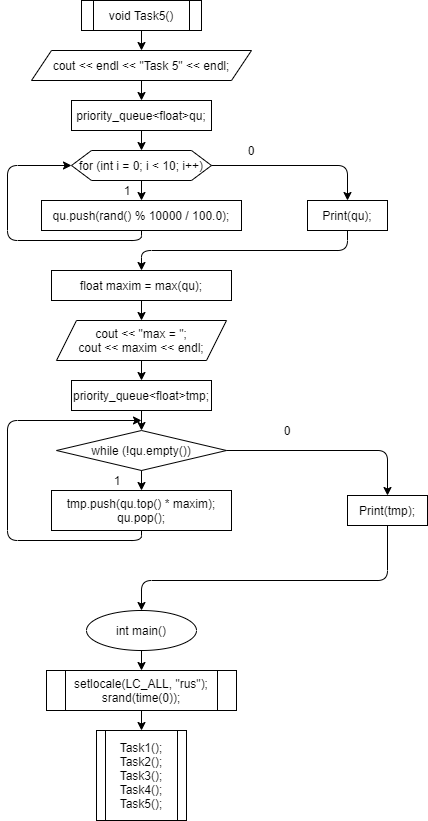 void Task5()
cout << endl << "Task 5" << endl;
priority_queue<float>qu;
for (int i = 0; i < 10; i++)
0
1
qu.push(rand() % 10000 / 100.0);
Print(qu);
float maxim = max(qu);
cout << "max = ";
cout << maxim << endl;
priority_queue<float>tmp;
while (!qu.empty())
0
1
tmp.push(qu.top() * maxim);
qu.pop();
Print(tmp);
int main()
setlocale(LC_ALL, "rus");
srand(time(0));
Task1();
Task2();
Task3();
Task4();
Task5();